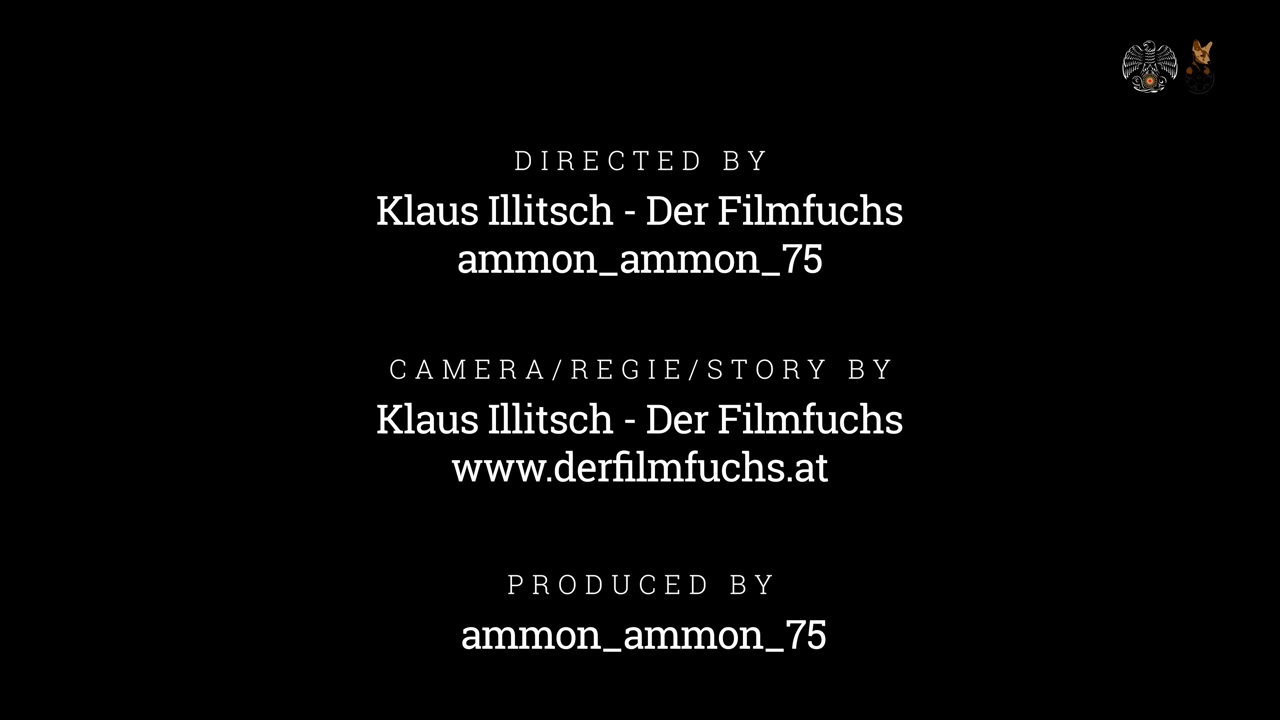 DIRECTED BY
Klaus Illitsch - Der Filmfuchs
ammon_ammon_75
CAMERA/REGIE/STORY BY
Klaus Illitsch - Der Filmfuchs
www.derfilmfuchs.at
PRODUCED BY
ammon_ammon_75